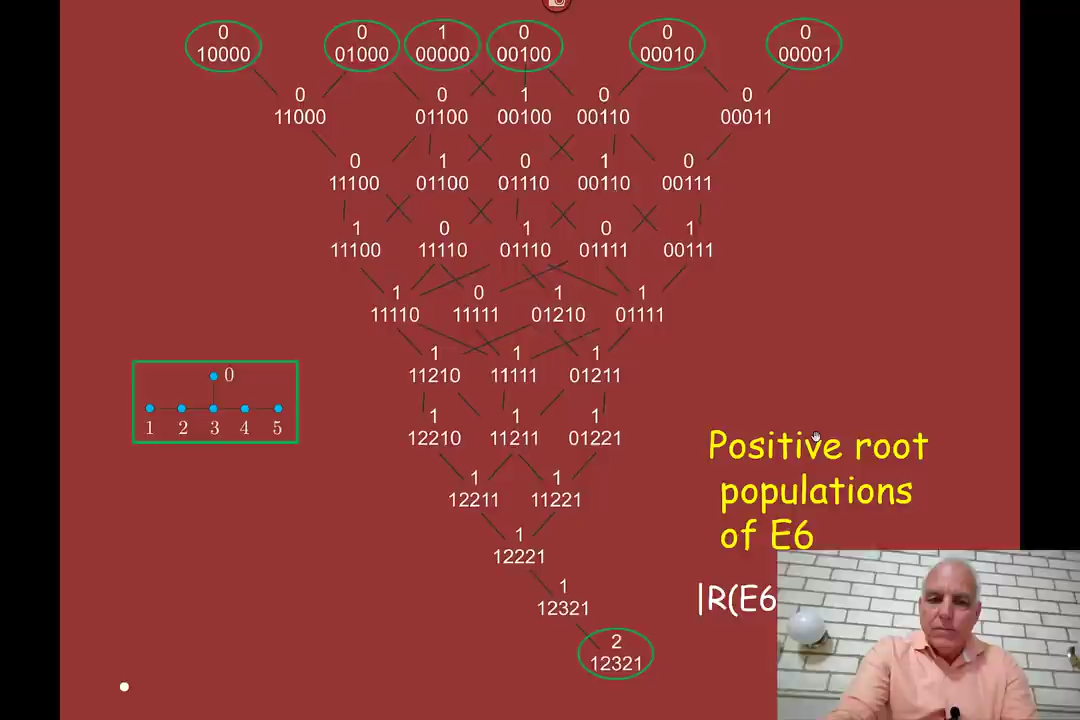 0 0 1 0 0 0
10000 01000 00000 00100 00010 00001
0 0 1 0 0
11000 01100 00100 00110 00011
0 1 0 1 0
11100 01100 01110 00110 00111
1 0 1 0 1
11100 11110 01110 01111 00111
1 0 1 1
11110 11111 01210 01111
1 1 1
11210 11111 01211
1 1 1
12210 11211 01221
1 1
12211 11221
1
12221
1
12321
2
12321
0
1 2 3 4 5
Positive root
populations
of E6
|R(E6